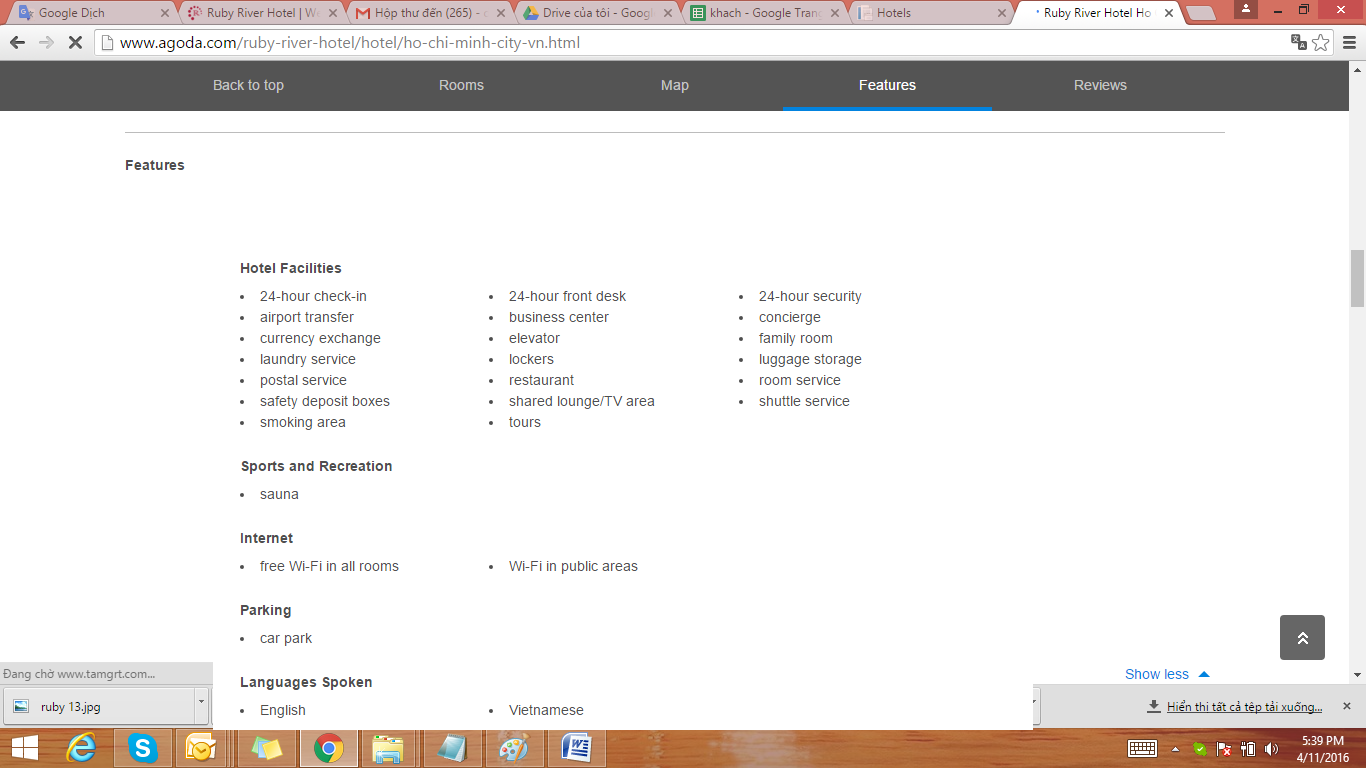 Google Dịch
Ruby River Hotel | We
Hộp thư đến (265) - c
Drive của tôi - Googl
khach - Google Trang
Hotels
Ruby River Hotel Ho
www.agoda.com/ruby-river-hotel/hotel/ho-chi-minh-city-vn.html
Back to top Rooms Map Features Reviews
Features
Hotel Facilities
• 24-hour check-in • 24-hour front desk • 24-hour security
• airport transfer • business center • concierge
• currency exchange • elevator • family room
• laundry service • lockers • luggage storage
• postal service • restaurant • room service
• safety deposit boxes • shared lounge/TV area • shuttle service
• smoking area • tours
Sports and Recreation
• sauna
Internet
• free Wi-Fi in all rooms • Wi-Fi in public areas
Parking
• car park
Đang chờ www.tamgrt.com...
Show less
Languages Spoken
• English • Vietnamese
ruby 13.jpg
Hiển thị tất cả tệp tải xuống...
5:39 PM
4/11/2016